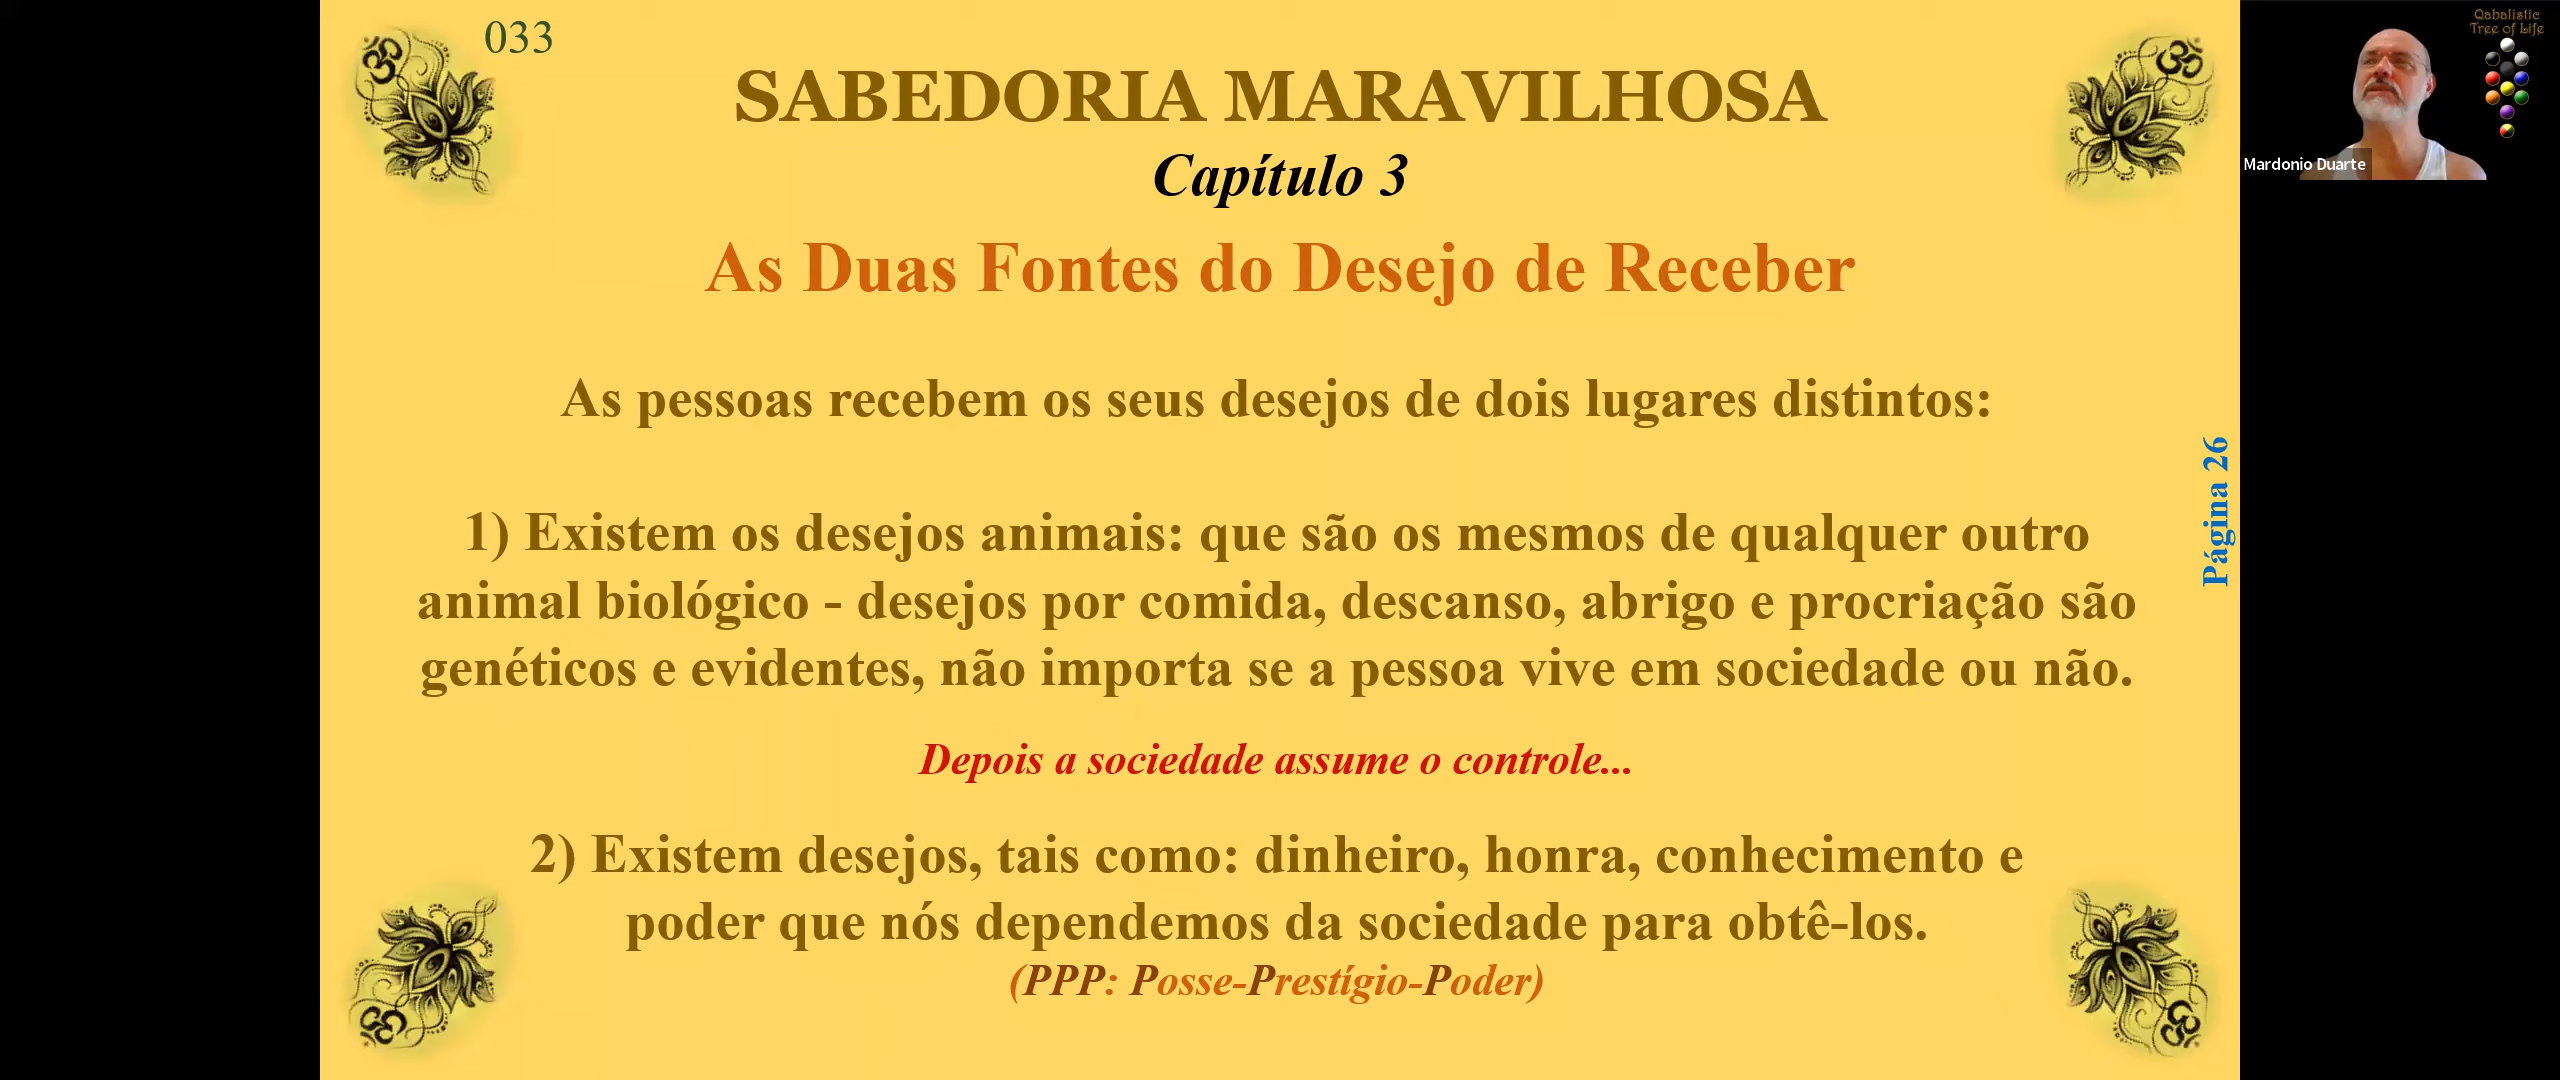 033
SABEDORIA MARAVILHOSA
Capítulo 3
As Duas Fontes do Desejo de Receber
As pessoas recebem os seus desejos de dois lugares distintos:
1) Existem os desejos animais: que são os mesmos de qualquer outro
animal biológico - desejos por comida, descanso, abrigo e procriação são
genéticos e evidentes, não importa se a pessoa vive em sociedade ou não.
Depois a sociedade assume o controle...
2) Existem desejos, tais como: dinheiro, honra, conhecimento e
poder que nós dependemos da sociedade para obtê-los.
(PPP: Posse-Prestígio-Poder)
Página 26
Qabalistic
Tree of Life
Mardonio Duarte
ॐ
ॐ
ॐ
ॐ